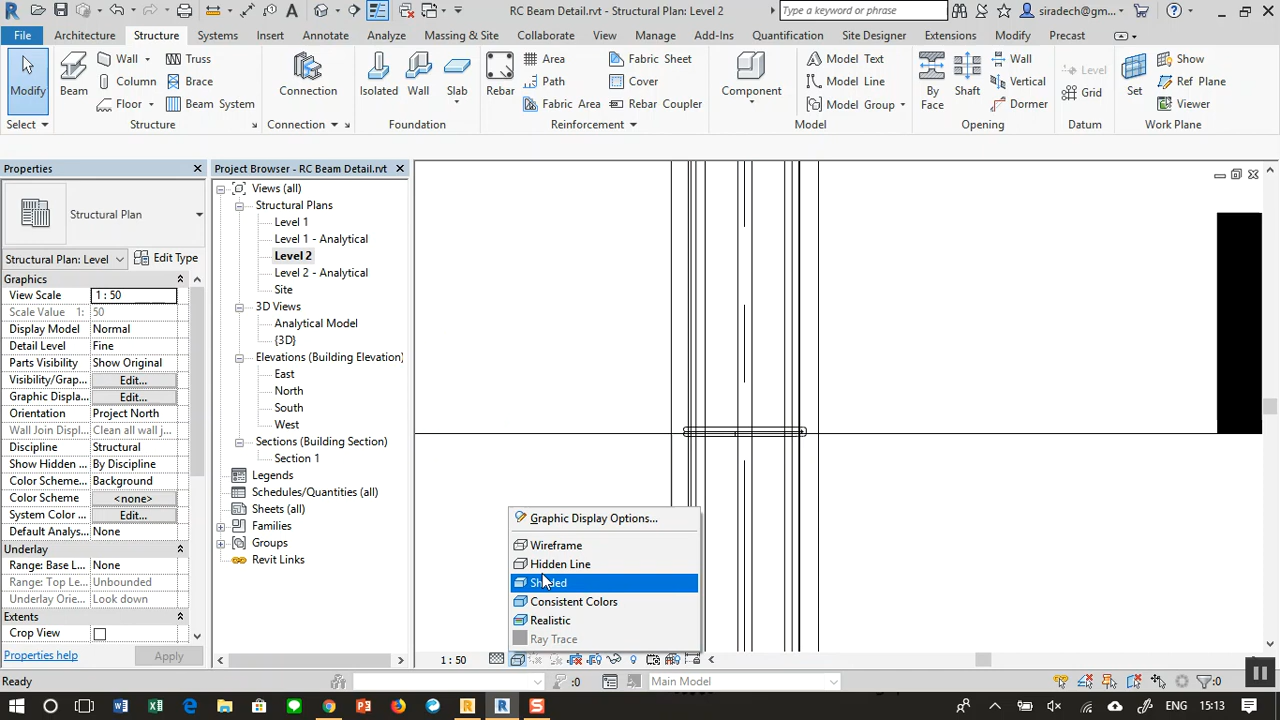 RC Beam Detail.rvt - Structural Plan: Level 2
Type a keyword or phrase
siradech@gm...
File
Architecture
Structure
Systems
Insert
Annotate
Analyze
Massing & Site
Collaborate
View
Manage
Add-Ins
Quantification
Site Designer
Extensions
Modify
Precast
Modify
Beam
Wall
Column
Floor
Truss
Brace
Beam System
Connection
Isolated
Wall
Slab
Rebar
Area
Path
Fabric Area
Fabric Sheet
Cover
Rebar Coupler
Component
Model Text
Model Line
Model Group
By
Face
Shaft
Wall
Vertical
Dormer
Level
Grid
Set
Show
Ref Plane
Viewer
Select
Structure
Connection
Foundation
Reinforcement
Model
Opening
Datum
Work Plane
Properties
Structural Plan
Structural Plan: Level
Edit Type
Graphics
View Scale 1 : 50
Scale Value 1: 50
Display Model Normal
Detail Level Fine
Parts Visibility Show Original
Visibility/Grap... Edit...
Graphic Displa... Edit...
Orientation Project North
Wall Join Displ... Clean all wall j...
Discipline Structural
Show Hidden ... By Discipline
Color Scheme ... Background
Color Scheme <none>
System Color ... Edit...
Default Analys... None
Underlay
Range: Base L... None
Range: Top Le... Unbounded
Underlay Orie... Look down
Extents
Crop View
Properties help
Apply
Project Browser - RC Beam Detail.rvt
Views (all)
Structural Plans
Level 1
Level 1 - Analytical
Level 2
Level 2 - Analytical
Site
3D Views
Analytical Model
{3D}
Elevations (Building Elevation)
East
North
South
West
Sections (Building Section)
Section 1
Legends
Schedules/Quantities (all)
Sheets (all)
Families
Groups
Revit Links
Graphic Display Options...
Wireframe
Hidden Line
Shaded
Consistent Colors
Realistic
Ray Trace
1 : 50
Ready
:0
Main Model
:0
ENG
15:13